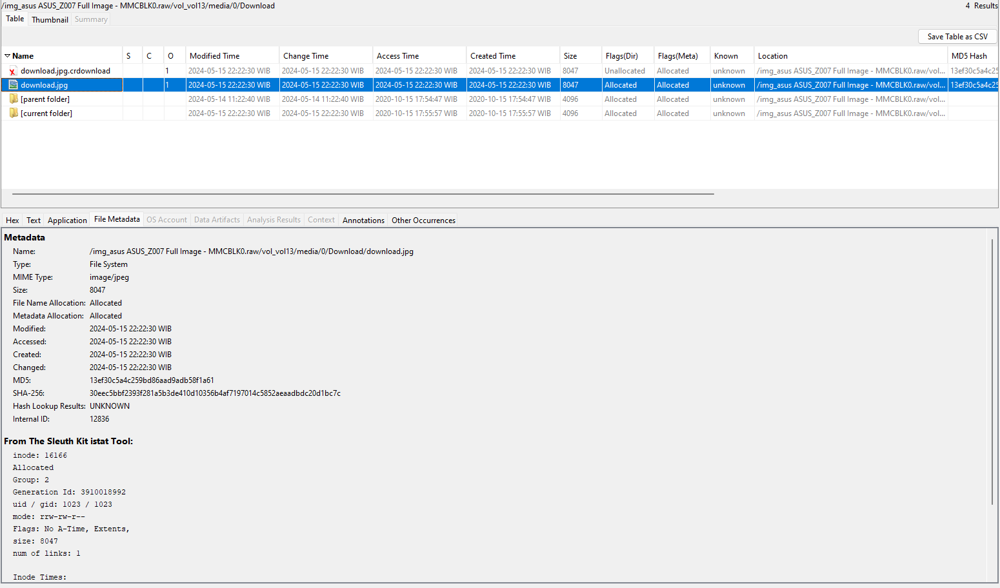 /img_asus ASUS_Z007 Full Image - MMCBLK0.raw/vol_vol13/media/0/Download 4 Results
Table Thumbnail Summary
Save Table as CSV
Name S C O Modified Time Change Time Access Time Created Time Size Flags(Dir) Flags(Meta) Known Location MD5 Hash
download.jpg.crdownload 1 2024-05-15 22:22:30 WIB 2024-05-15 22:22:30 WIB 2024-05-15 22:22:30 WIB 2024-05-15 22:22:30 WIB 8047 Unallocated Allocated unknown /img_asus ASUS_Z007 Full Image - MMCBLK0.raw/vol... 13ef30c5a4c25
download.jpg 1 2024-05-15 22:22:30 WIB 2024-05-15 22:22:30 WIB 2024-05-15 22:22:30 WIB 2024-05-15 22:22:30 WIB 8047 Allocated Allocated unknown /img_asus ASUS_Z007 Full Image - MMCBLK0.raw/vol... 13ef30c5a4c25
[parent folder] 2024-05-14 11:22:40 WIB 2024-05-14 11:22:40 WIB 2020-10-15 17:54:47 WIB 2020-10-15 17:54:47 WIB 4096 Allocated Allocated unknown /img_asus ASUS_Z007 Full Image - MMCBLK0.raw/vol...
[current folder] 2024-05-15 22:22:30 WIB 2024-05-15 22:22:30 WIB 2020-10-15 17:55:57 WIB 2020-10-15 17:55:57 WIB 4096 Allocated Allocated unknown /img_asus ASUS_Z007 Full Image - MMCBLK0.raw/vol...
Hex Text Application File Metadata OS Account Data Artifacts Analysis Results Context Annotations Other Occurrences
Metadata
Name: /img_asus ASUS_Z007 Full Image - MMCBLK0.raw/vol_vol13/media/0/Download/download.jpg
Type: File System
MIME Type: image/jpeg
Size: 8047
File Name Allocation: Allocated
Metadata Allocation: Allocated
Modified: 2024-05-15 22:22:30 WIB
Accessed: 2024-05-15 22:22:30 WIB
Created: 2024-05-15 22:22:30 WIB
Changed: 2024-05-15 22:22:30 WIB
MD5: 13ef30c5a4c259bd86aad9adb58f1a61
SHA-256: 30eec5bbf2393f281a5b3de410d10356b4af7197014c5852aeaadbdc20d1bc7c
Hash Lookup Results: UNKNOWN
Internal ID: 12836
From The Sleuth Kit istat Tool:
inode: 16166
Allocated
Group: 2
Generation Id: 3910018992
uid / gid: 1023 / 1023
mode: rrw-rw-r--
Flags: No A-Time, Extents,
size: 8047
num of links: 1
Inode Times: